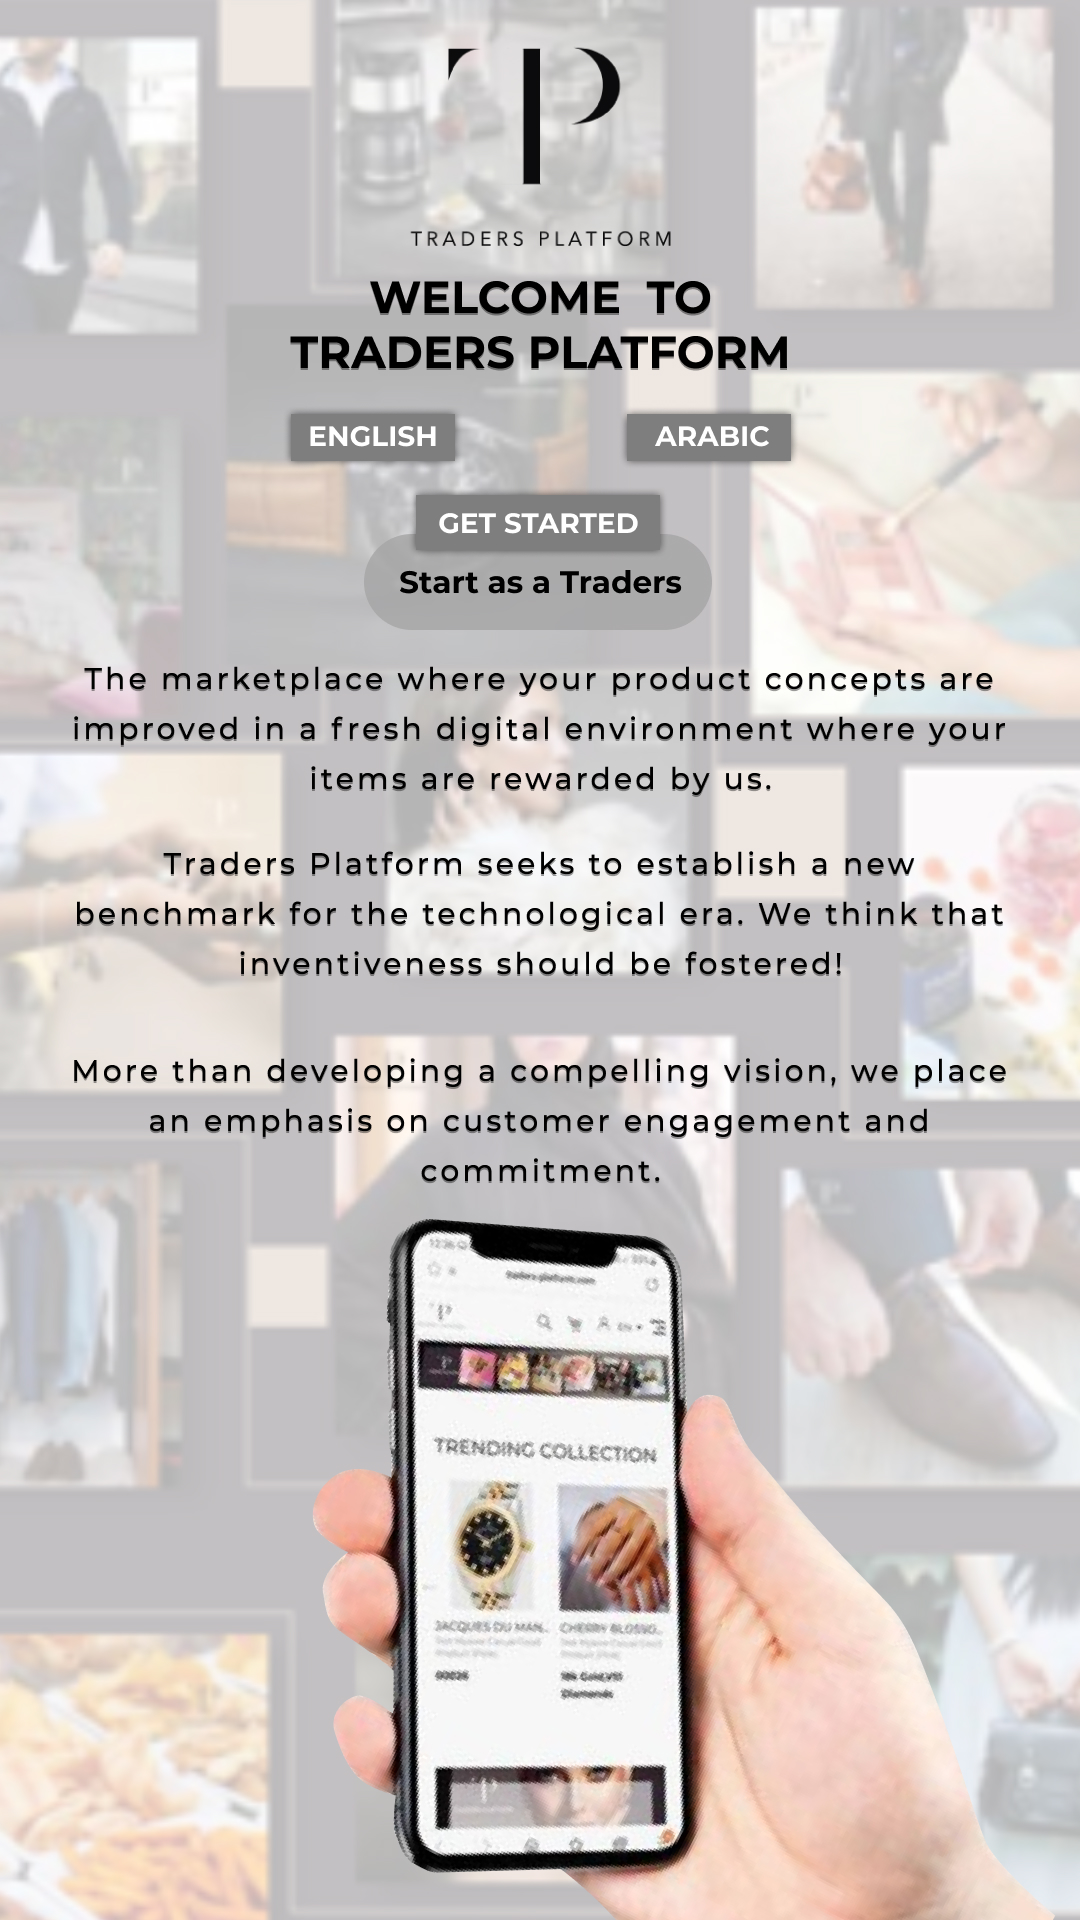 TRADERS PLATFORM
WELCOME TO
TRADERS PLATFORM
ENGLISH
ARABIC
GET STARTED
Start as a Traders
The marketplace where your product concepts are
improved in a fresh digital environment where your
items are rewarded by us.
Traders Platform seeks to establish a new
benchmark for the technological era. We think that
inventiveness should be fostered!
More than developing a compelling vision, we place
an emphasis on customer engagement and
commitment.
traders-platform.com
TRENDING COLLECTION
JACQUES DU MAN..
CHERRY BLOSSO..
Diamonds